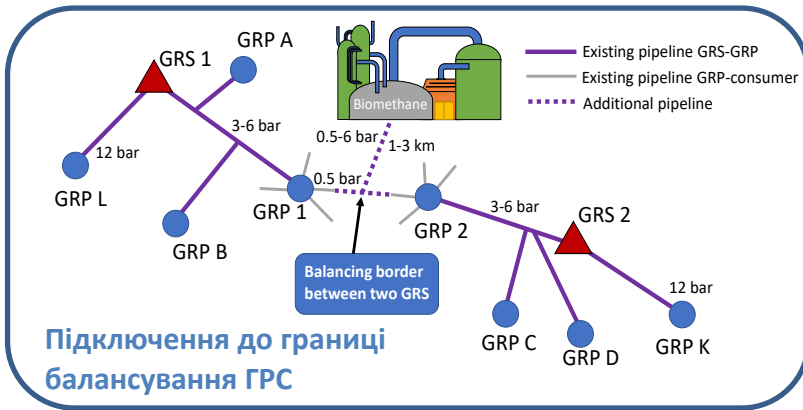 GRP A
GRS 1
Biomethane
Existing pipeline GRS-GRP
Existing pipeline GRP-consumer
Additional pipeline
0.5-6 bar
1-3 km
3-6 bar
12 bar
GRP L
0.5 bar
GRP 1
GRP B
GRP 2
3-6 bar
GRS 2
12 bar
Balancing border
between two GRS
GRP C
GRP D
GRP K
Підключення до границі
балансування ГРС